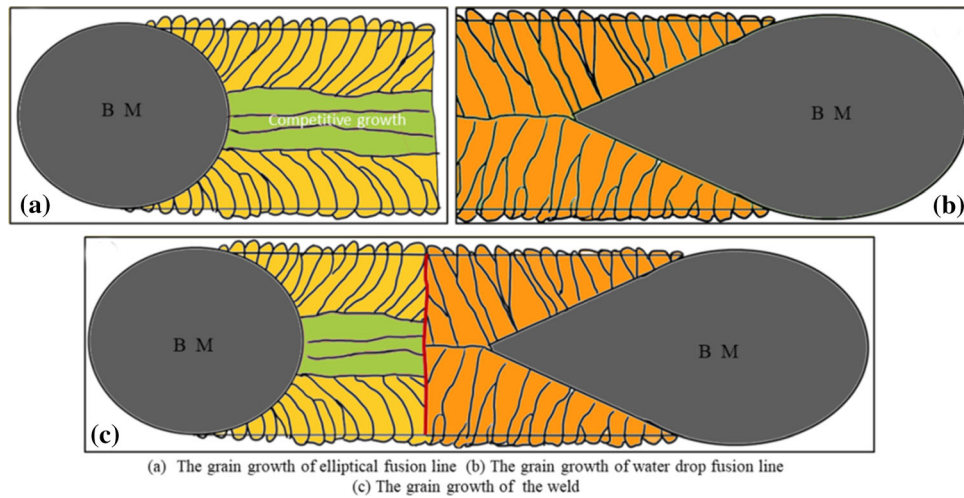 B M
Competitive growth
(a)
B M
(b)
B M
B M
(c)
(a) The grain growth of elliptical fusion line (b) The grain growth of water drop fusion line
(c) The grain growth of the weld